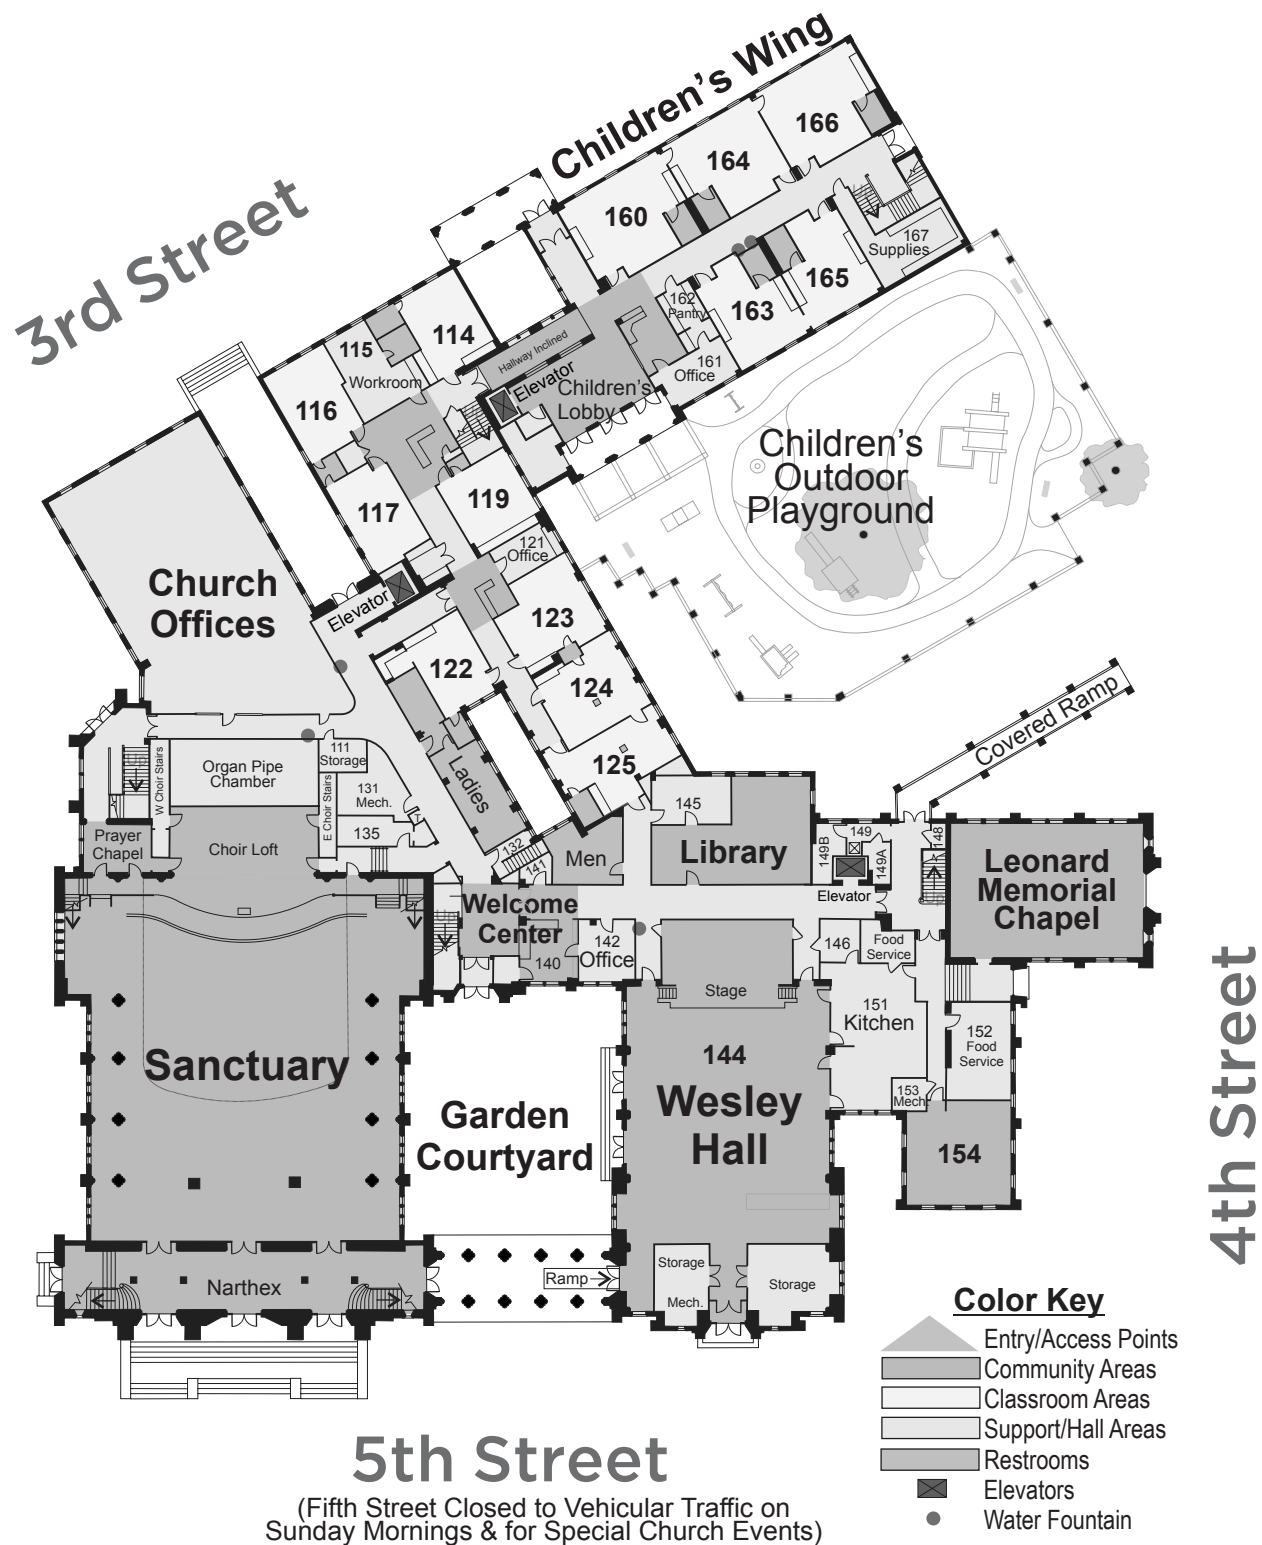 Children's Wing
3rd Street
166
164
160
167
Supplies
165
163
162
Pantry
161
Office
114
115
Workroom
116
Hallway Inclined
Elevator
Children's
Lobby
Children's
Outdoor
Playground
117
119
121
Office
Church
Offices
Elevator
123
122
124
125
Covered Ramp
111
Storage
Organ Pipe
Chamber
W Choir Stairs
E Choir Stairs
131
Mech.
135
Up
Prayer
Chapel
Choir Loft
Ladies
132
141
Men
145
Library
149B
149
149A
148
Elevator
Leonard
Memorial
Chapel
Welcome
Center
140
142
Office
146
Food
Service
Stage
151
Kitchen
152
Food
Service
153
Mech.
154
Sanctuary
144
Wesley
Hall
Garden
Courtyard
4th Street
Narthex
Ramp
Storage
Mech.
Storage
Color Key
Entry/Access Points
Community Areas
Classroom Areas
Support/Hall Areas
Restrooms
Elevators
Water Fountain
5th Street
(Fifth Street Closed to Vehicular Traffic on
Sunday Mornings & for Special Church Events)